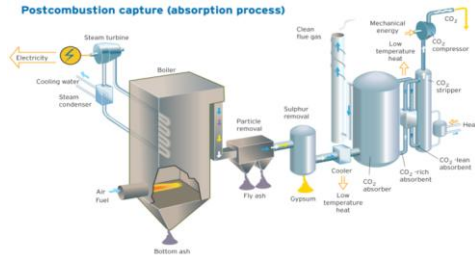 Postcombustion capture (absorption process)
Steam turbine
Electricity
Cooling water
Steam
condenser
Boiler
Air
Fuel
Bottom ash
Particle
removal
Fly ash
Sulphur
removal
Gypsum
Clean
flue gas
Cooler
Low
temperature
heat
CO2
absorber
Mechanical
energy
Low
temperature
heat
CO2
CO2
compressor
CO2
stripper
Hea
CO2-lean
absorbent
CO2-rich
absorbent